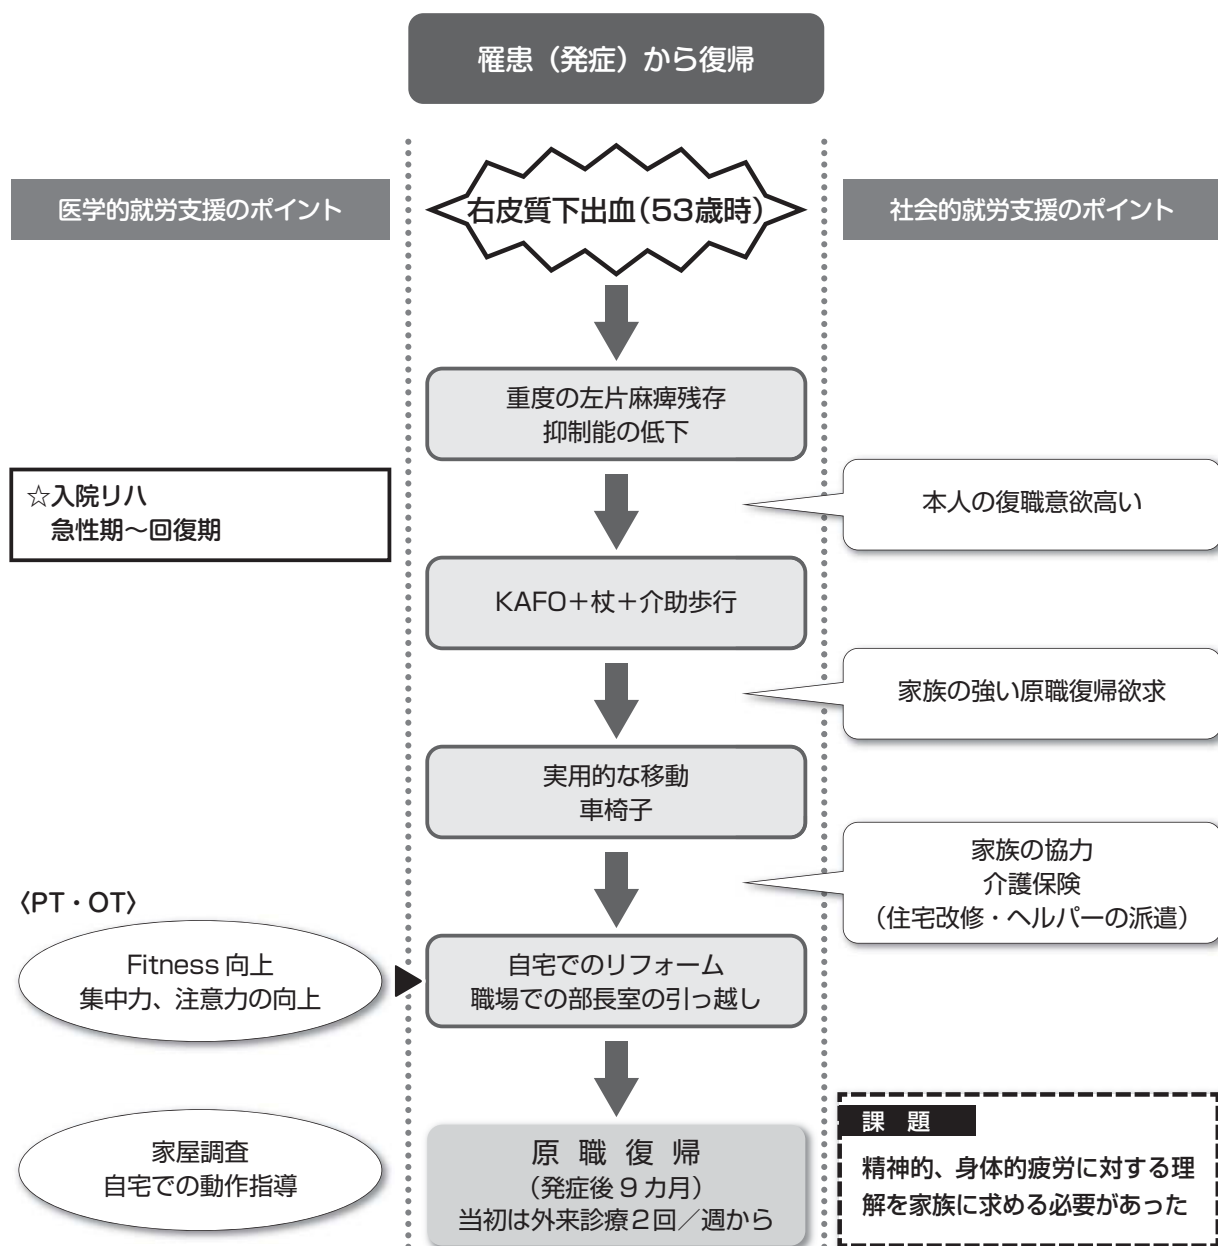 罹患（発症）から復帰
医学的就労支援のポイント
右皮質下出血（53歳時）
社会的就労支援のポイント
重度の左片麻痺残存
抑制能の低下
☆入院リハ
急性期～回復期
本人の復職意欲高い
KAFO＋杖＋介助歩行
家族の強い原職復帰欲求
実用的な移動
車椅子
家族の協力
介護保険
（住宅改修・ヘルパーの派遣）
〈PT・OT〉
Fitness 向上
集中力、注意力の向上
自宅でのリフォーム
職場での部長室の引っ越し
家屋調査
自宅での動作指導
原職復帰
（発症後 9 カ月）
当初は外来診療２回／週から
課 題
精神的、身体的疲労に対する理
解を家族に求める必要があった